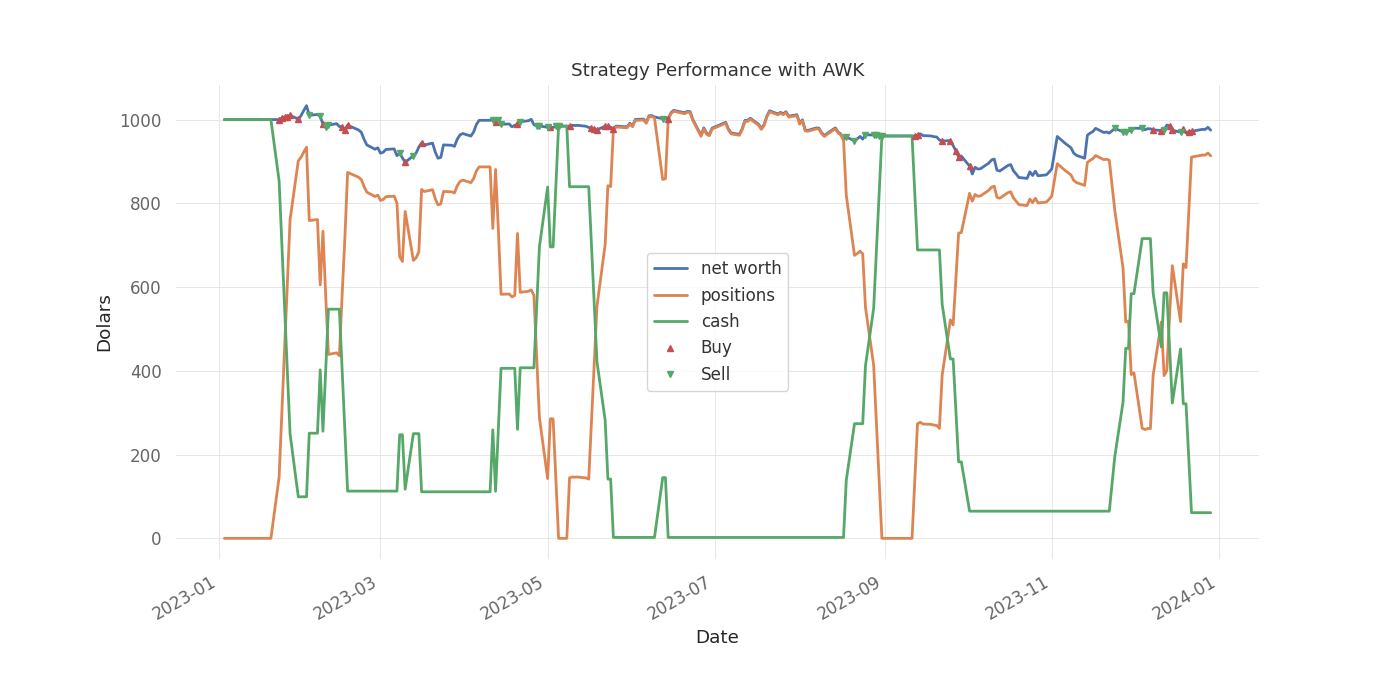 Strategy Performance with AWK
1000
800
600
400
200
0
Dolars
net worth
positions
cash
Buy
Sell
2023-01
2023-03
2023-05
2023-07
2023-09
2023-11
2024-01
Date